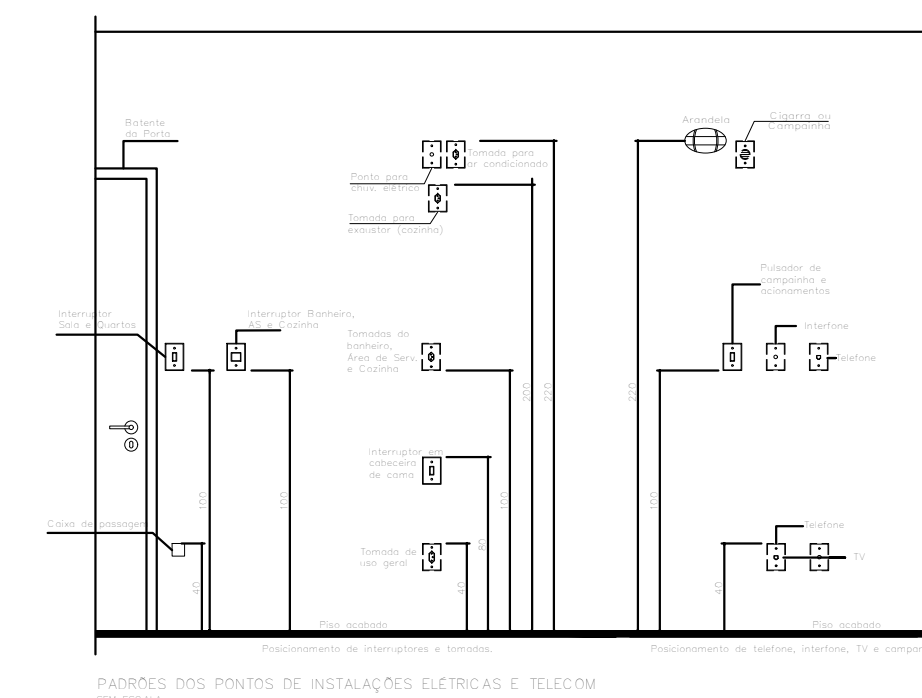 Batente
da Porta
Arandela
Cigarra ou
Campainha
Tomada para
ar condicionado
Ponto para
chuv. elétrico
Tomada para
exaustor (cozinha)
Pulsador de
campainha e
acionamentos
Interruptor
Sala e Quartos
Interruptor Banheiro,
AS e Cozinha
Tomadas do
banheiro,
Área de Serv.
e Cozinha
Interfone
Telefone
200
220
220
Interruptor em
cabeceira
de cama
100
100
100
100
Caixa de passagem
Telefone
80
Tomada de
uso geral
TV
40
40
40
Piso acabado
Piso acabado
Posicionamento de interruptores e tomadas.
Posicionamento de telefone, interfone, TV e
PADRÕES DOS PONTOS DE INSTALAÇÕES ELÉTRICAS E TELECOM
SEM ESCALA